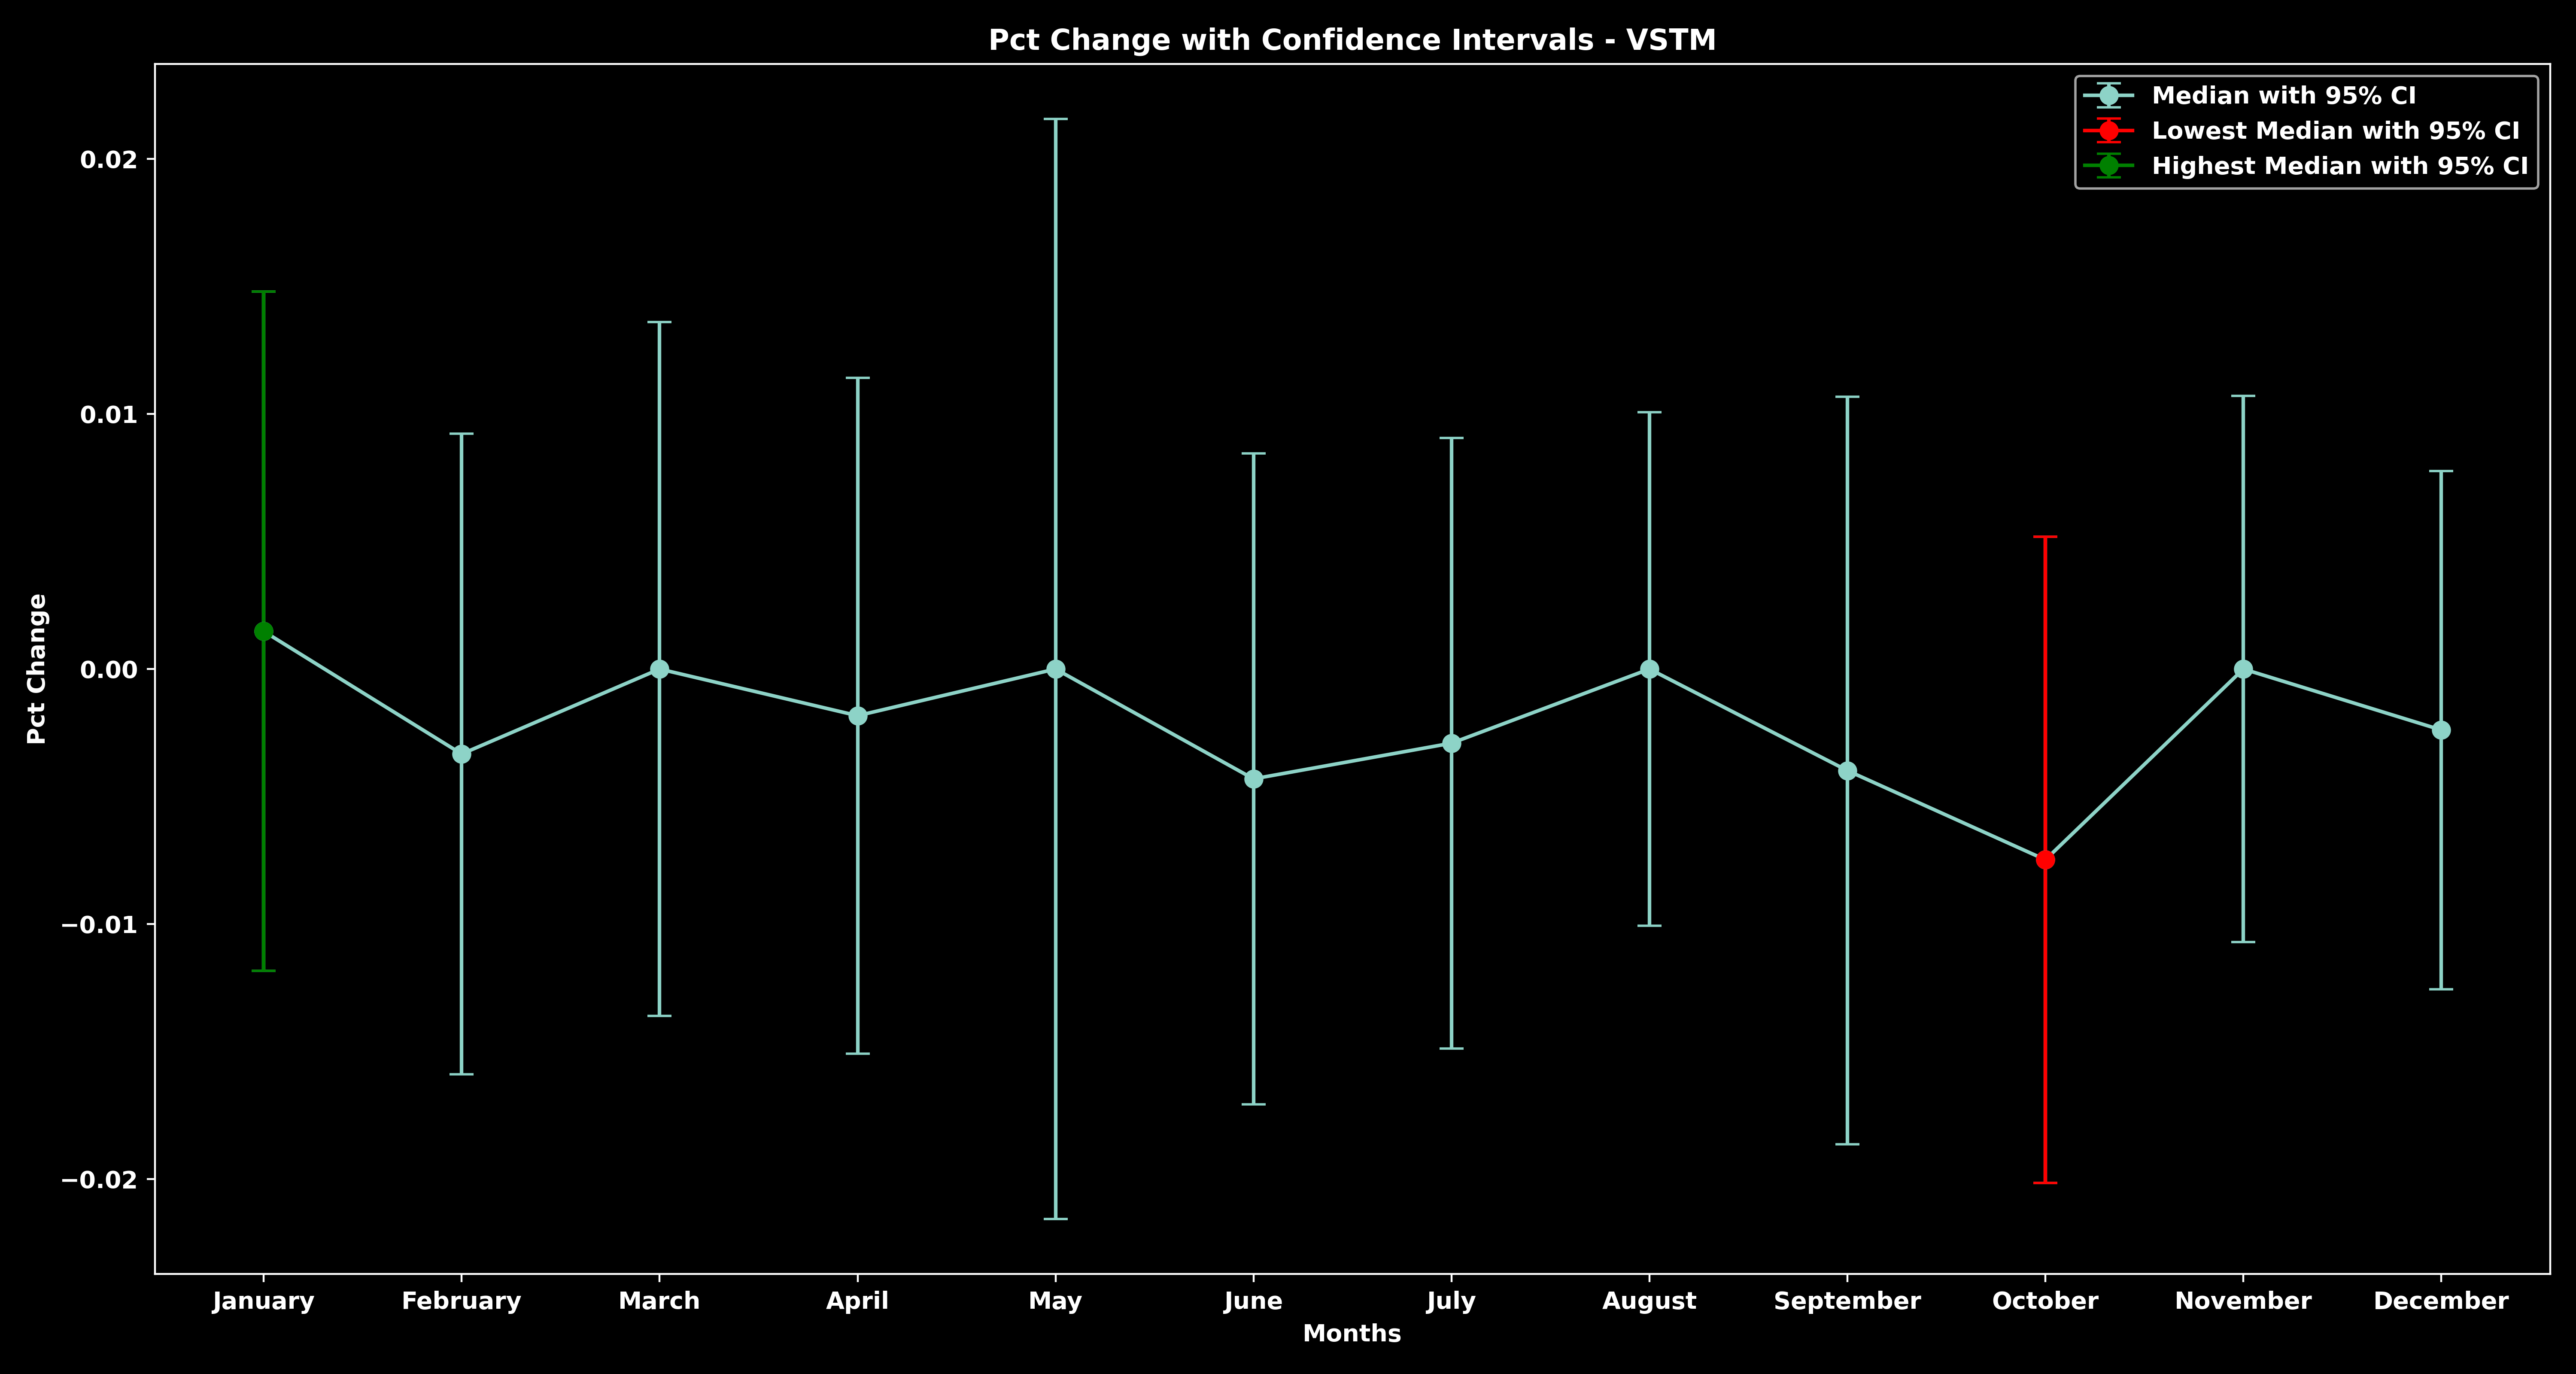 Pct Change with Confidence Intervals - VSTM
Median with 95% CI
Lowest Median with 95% CI
Highest Median with 95% CI
Pct Change
0.02
0.01
0.00
−0.01
−0.02
January February March April May June July August September October November December
Months